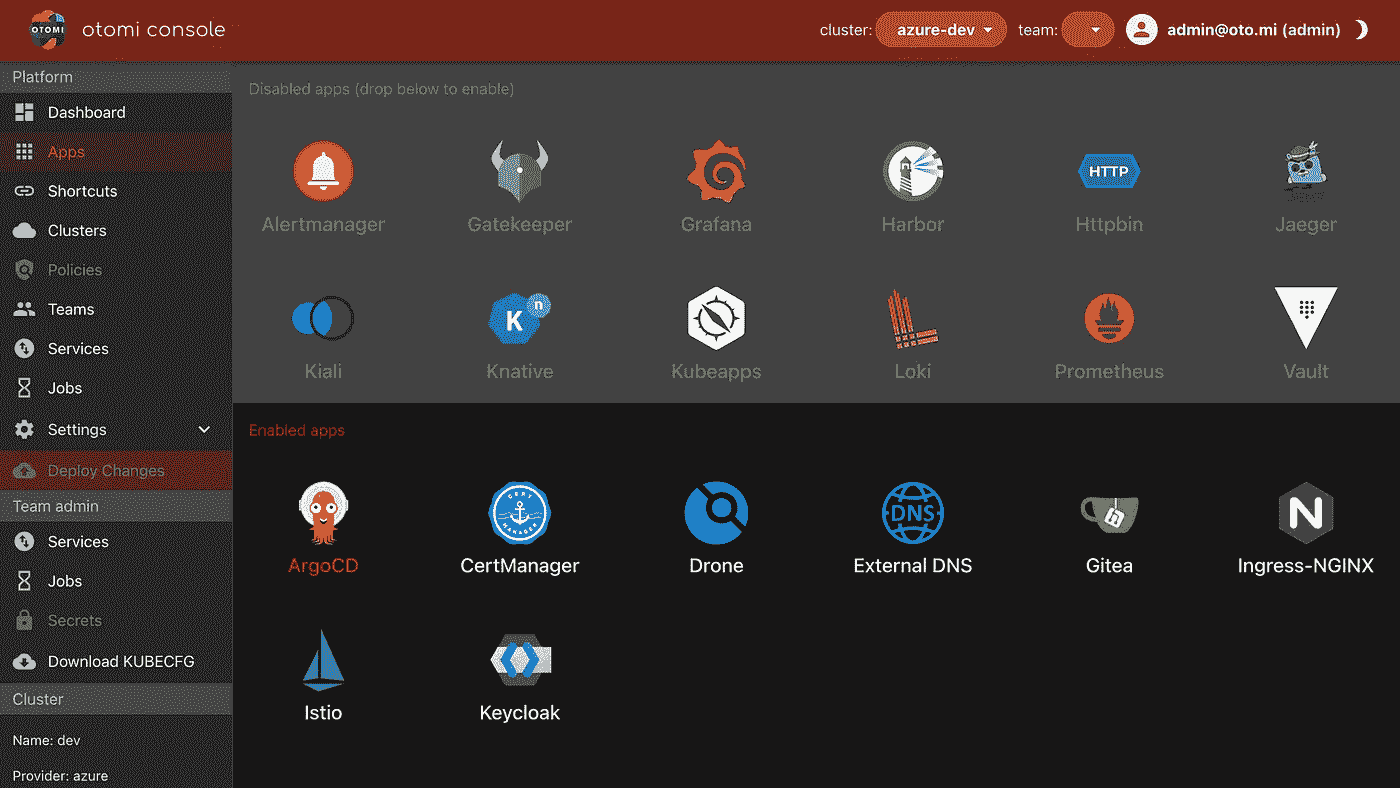 OTOMI
otomi console
cluster:
azure-dev
team:
admin@oto.mi (admin)
Platform
Dashboard
Apps
Shortcuts
Clusters
Policies
Teams
Services
Jobs
Settings
Deploy Changes
Team admin
Services
Jobs
Secrets
Download KUBECFG
Cluster
Name: dev
Provider: azure
Disabled apps (drop below to enable)
Alertmanager
Gatekeeper
Grafana
Harbor
HTTP
Httpbin
Jaeger
Kiali
K
n
Knative
Kubeapps
Loki
Prometheus
Vault
Enabled apps
ArgoCD
CERT
MANAGER
CertManager
Drone
DNS
External DNS
Gitea
N
Ingress-NGINX
Istio
Keycloak